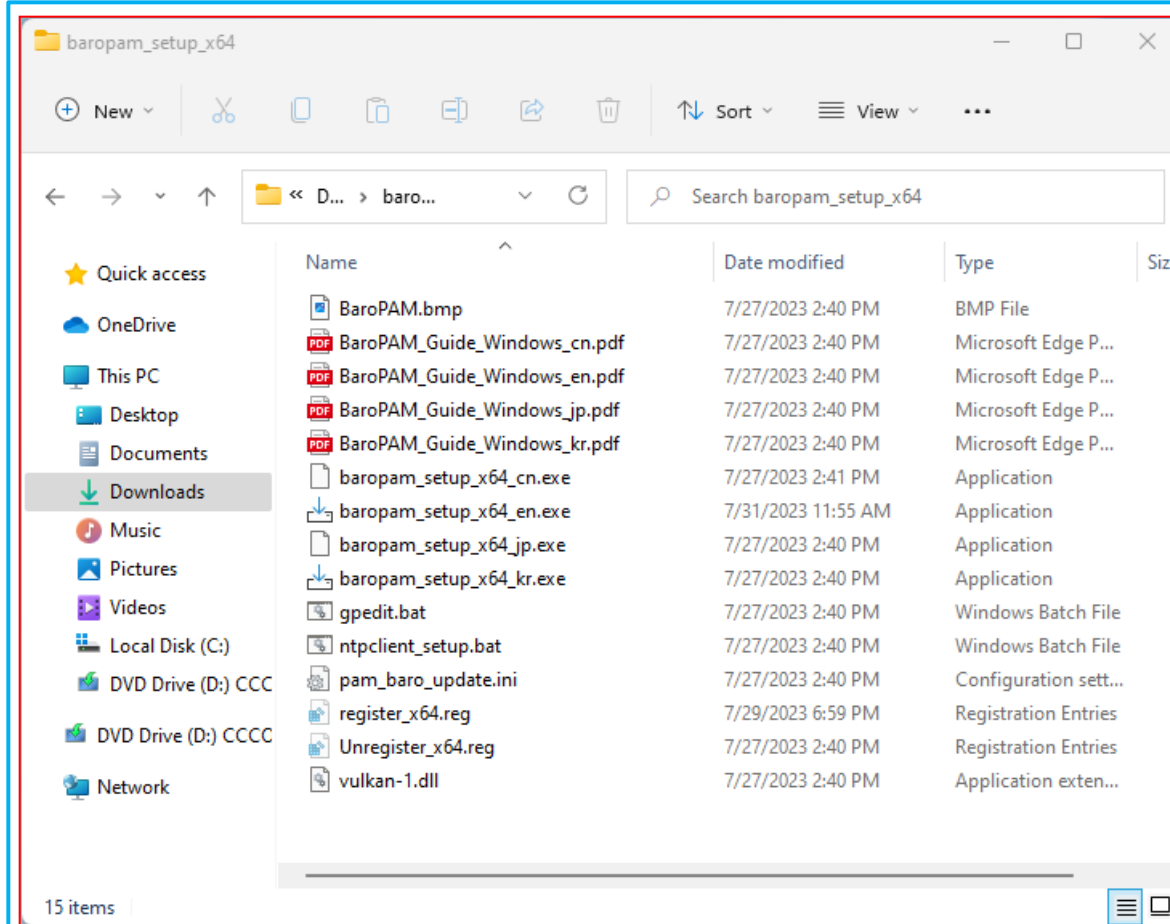 baropam_setup_x64
New Sort View
D... baro... Search baropam_setup_x64
Name Date modified Type Siz
Quick access
OneDrive
This PC
Desktop
Documents
Downloads
Music
Pictures
Videos
Local Disk (C:)
DVD Drive (D:) CCC
DVD Drive (D:) CCCC
Network
BaroPAM.bmp 7/27/2023 2:40 PM BMP File
PDF BaroPAM_Guide_Windows_cn.pdf 7/27/2023 2:40 PM Microsoft Edge P...
PDF BaroPAM_Guide_Windows_en.pdf 7/27/2023 2:40 PM Microsoft Edge P...
PDF BaroPAM_Guide_Windows_jp.pdf 7/27/2023 2:40 PM Microsoft Edge P...
PDF BaroPAM_Guide_Windows_kr.pdf 7/27/2023 2:40 PM Microsoft Edge P...
baropam_setup_x64_cn.exe 7/27/2023 2:41 PM Application
baropam_setup_x64_en.exe 7/31/2023 11:55 AM Application
baropam_setup_x64_jp.exe 7/27/2023 2:40 PM Application
baropam_setup_x64_kr.exe 7/27/2023 2:40 PM Application
gpedit.bat 7/27/2023 2:40 PM Windows Batch File
ntpclient_setup.bat 7/27/2023 2:40 PM Windows Batch File
pam_baro_update.ini 7/27/2023 2:40 PM Configuration sett...
register_x64.reg 7/29/2023 6:59 PM Registration Entries
Unregister_x64.reg 7/27/2023 2:40 PM Registration Entries
vulkan-1.dll 7/27/2023 2:40 PM Application exten...
15 items